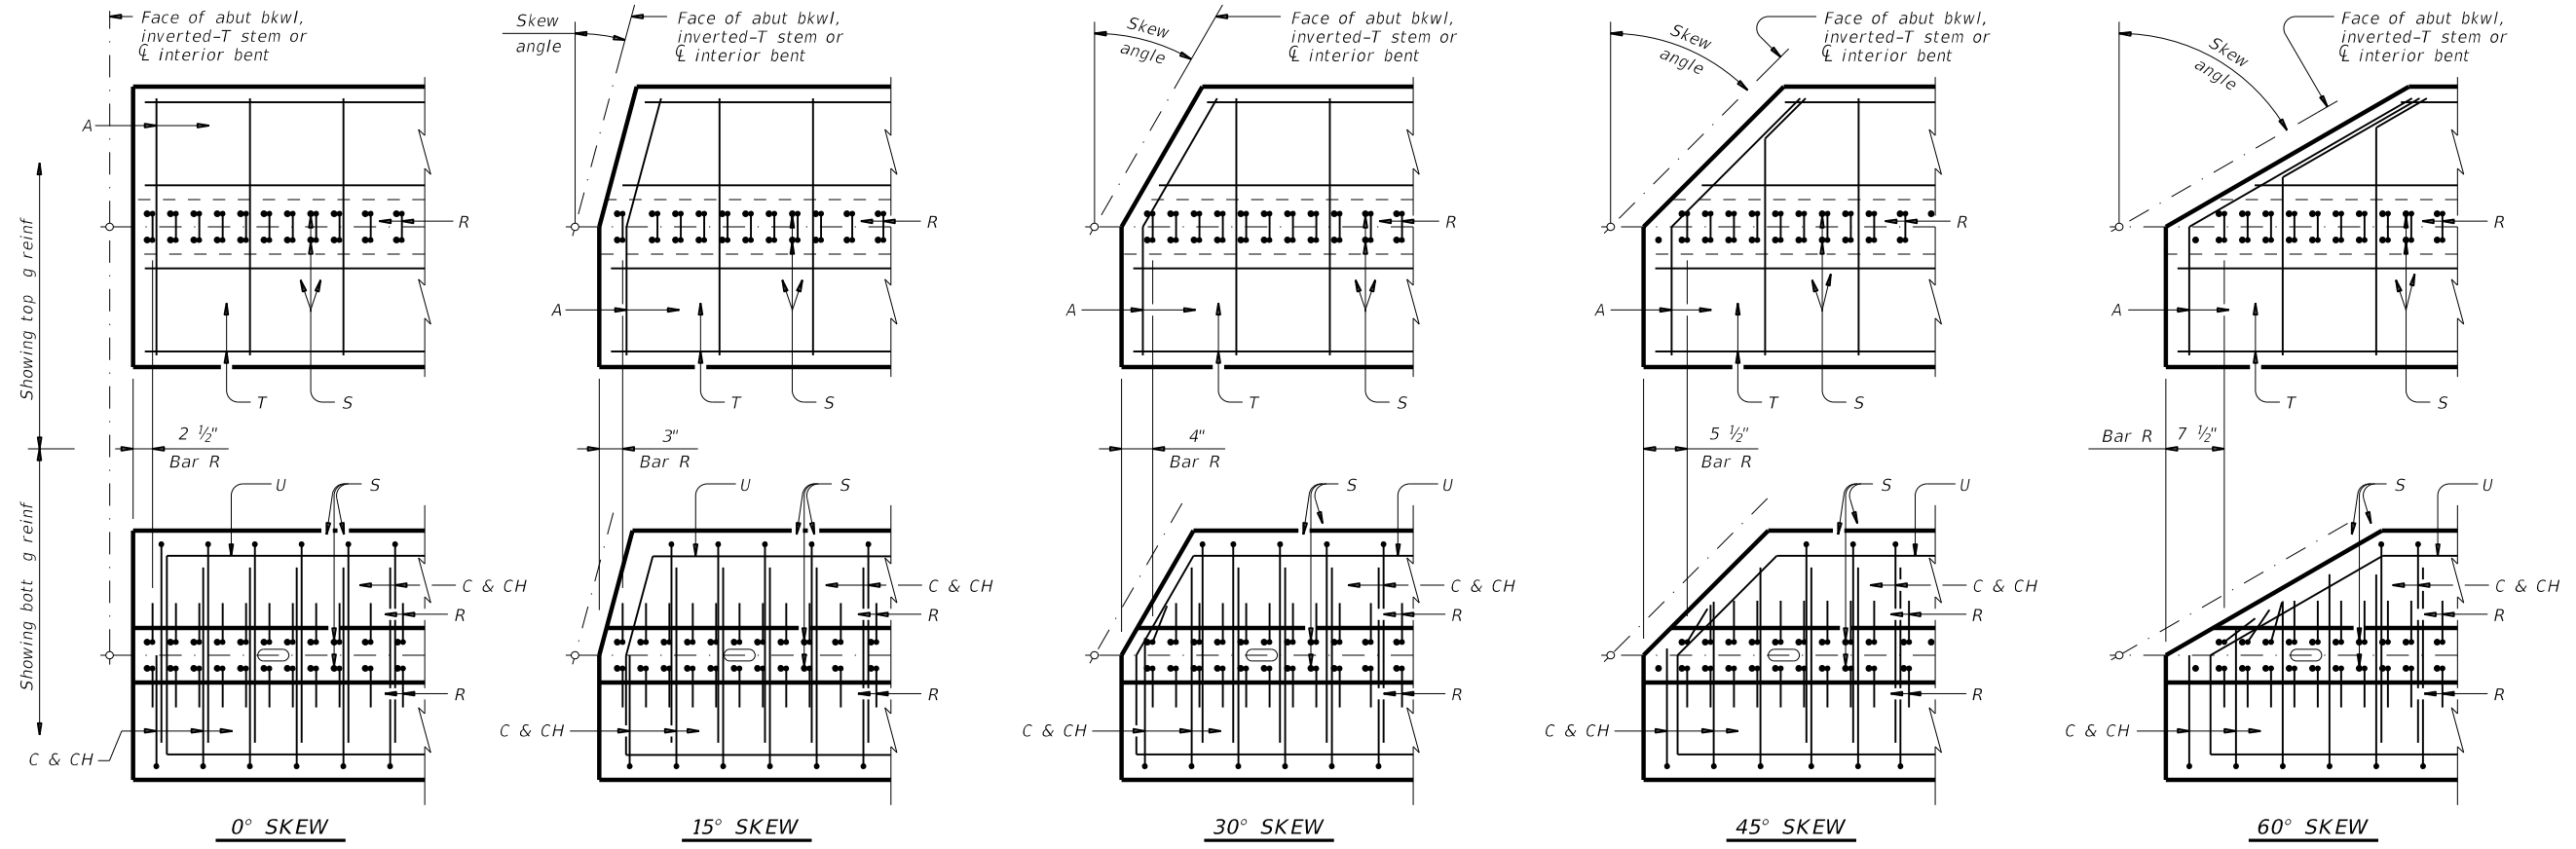 Face of abut bkwl,
inverted-T stem or
℄ interior bent
Skew
angle
Face of abut bkwl,
inverted-T stem or
℄ interior bent
Skew
angle
Face of abut bkwl,
inverted-T stem or
℄ interior bent
Skew
angle
Face of abut bkwl,
inverted-T stem or
℄ interior bent
Skew
angle
Face of abut bkwl,
inverted-T stem or
℄ interior bent
A
R
T
S
A
R
T
S
A
R
T
S
A
R
T
S
A
R
T
S
Showing top g reinf
Showing bott g reinf
2 ½"
Bar R
3"
Bar R
4"
Bar R
5 ½"
Bar R
Bar R
7 ½"
U
S
C & CH
R
R
C & CH
U
S
C & CH
R
R
C & CH
S
U
C & CH
R
R
C & CH
S
U
C & CH
R
R
C & CH
S
U
C & CH
R
R
C & CH
0° SKEW
15° SKEW
30° SKEW
45° SKEW
60° SKEW